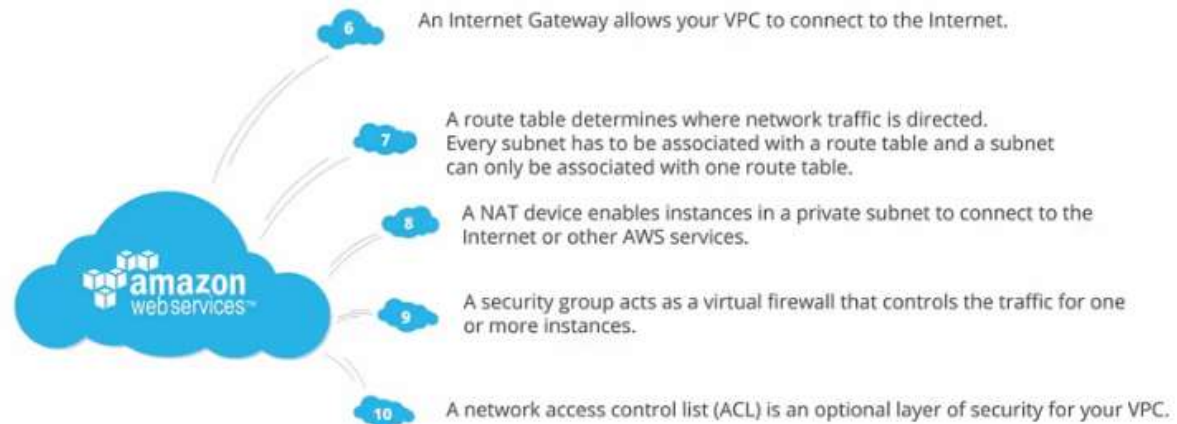 6
An Internet Gateway allows your VPC to connect to the Internet.
7
A route table determines where network traffic is directed.
Every subnet has to be associated with a route table and a subnet
can only be associated with one route table.
8
A NAT device enables instances in a private subnet to connect to the
Internet or other AWS services.
amazon
webservices™
9
A security group acts as a virtual firewall that controls the traffic for one
or more instances.
10
A network access control list (ACL) is an optional layer of security for your VPC.